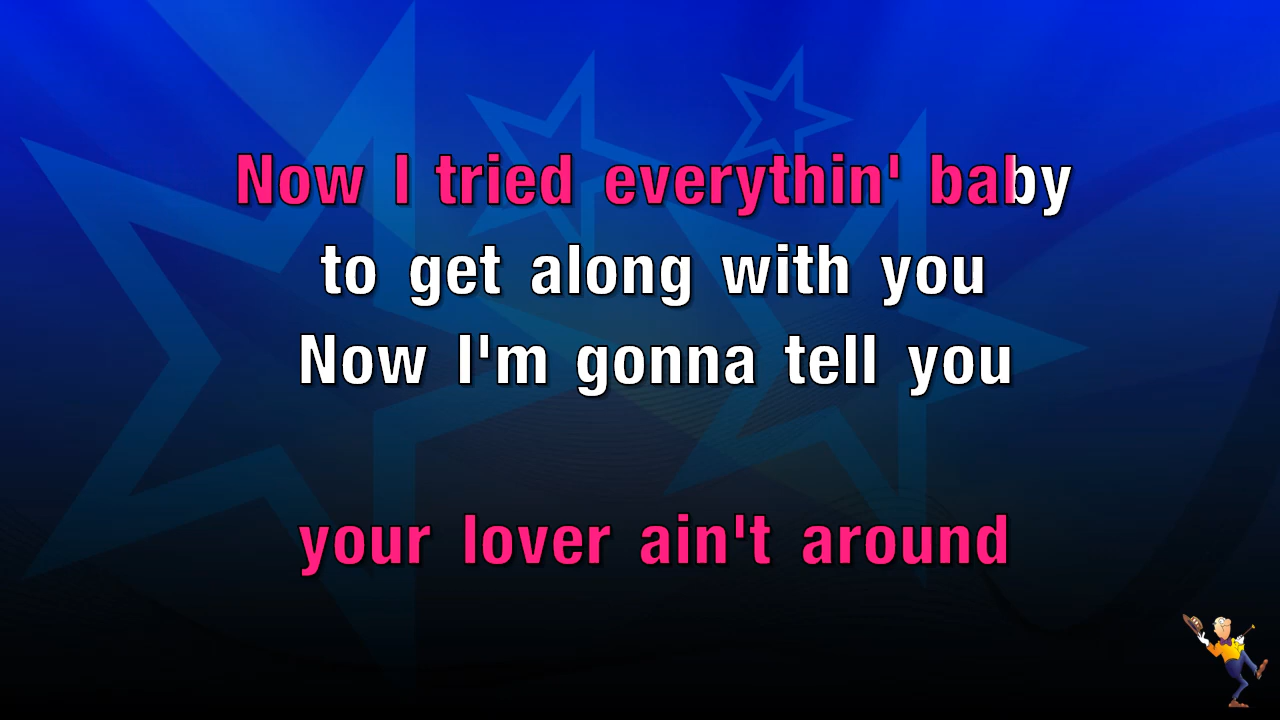 Now I tried everythin' baby
to get along with you
Now I'm gonna tell you
your lover ain't around